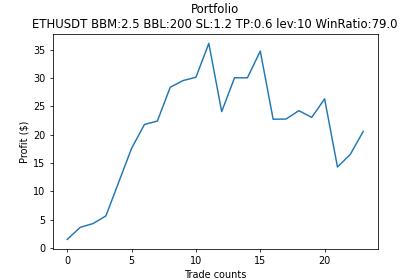 Portfolio
ETHUSDT BBM:2.5 BBL:200 SL:1.2 TP:0.6 lev:10 WinRatio:79.0
35
30
25
20
15
10
5
0
Profit ($)
0 5 10 15 20
Trade counts